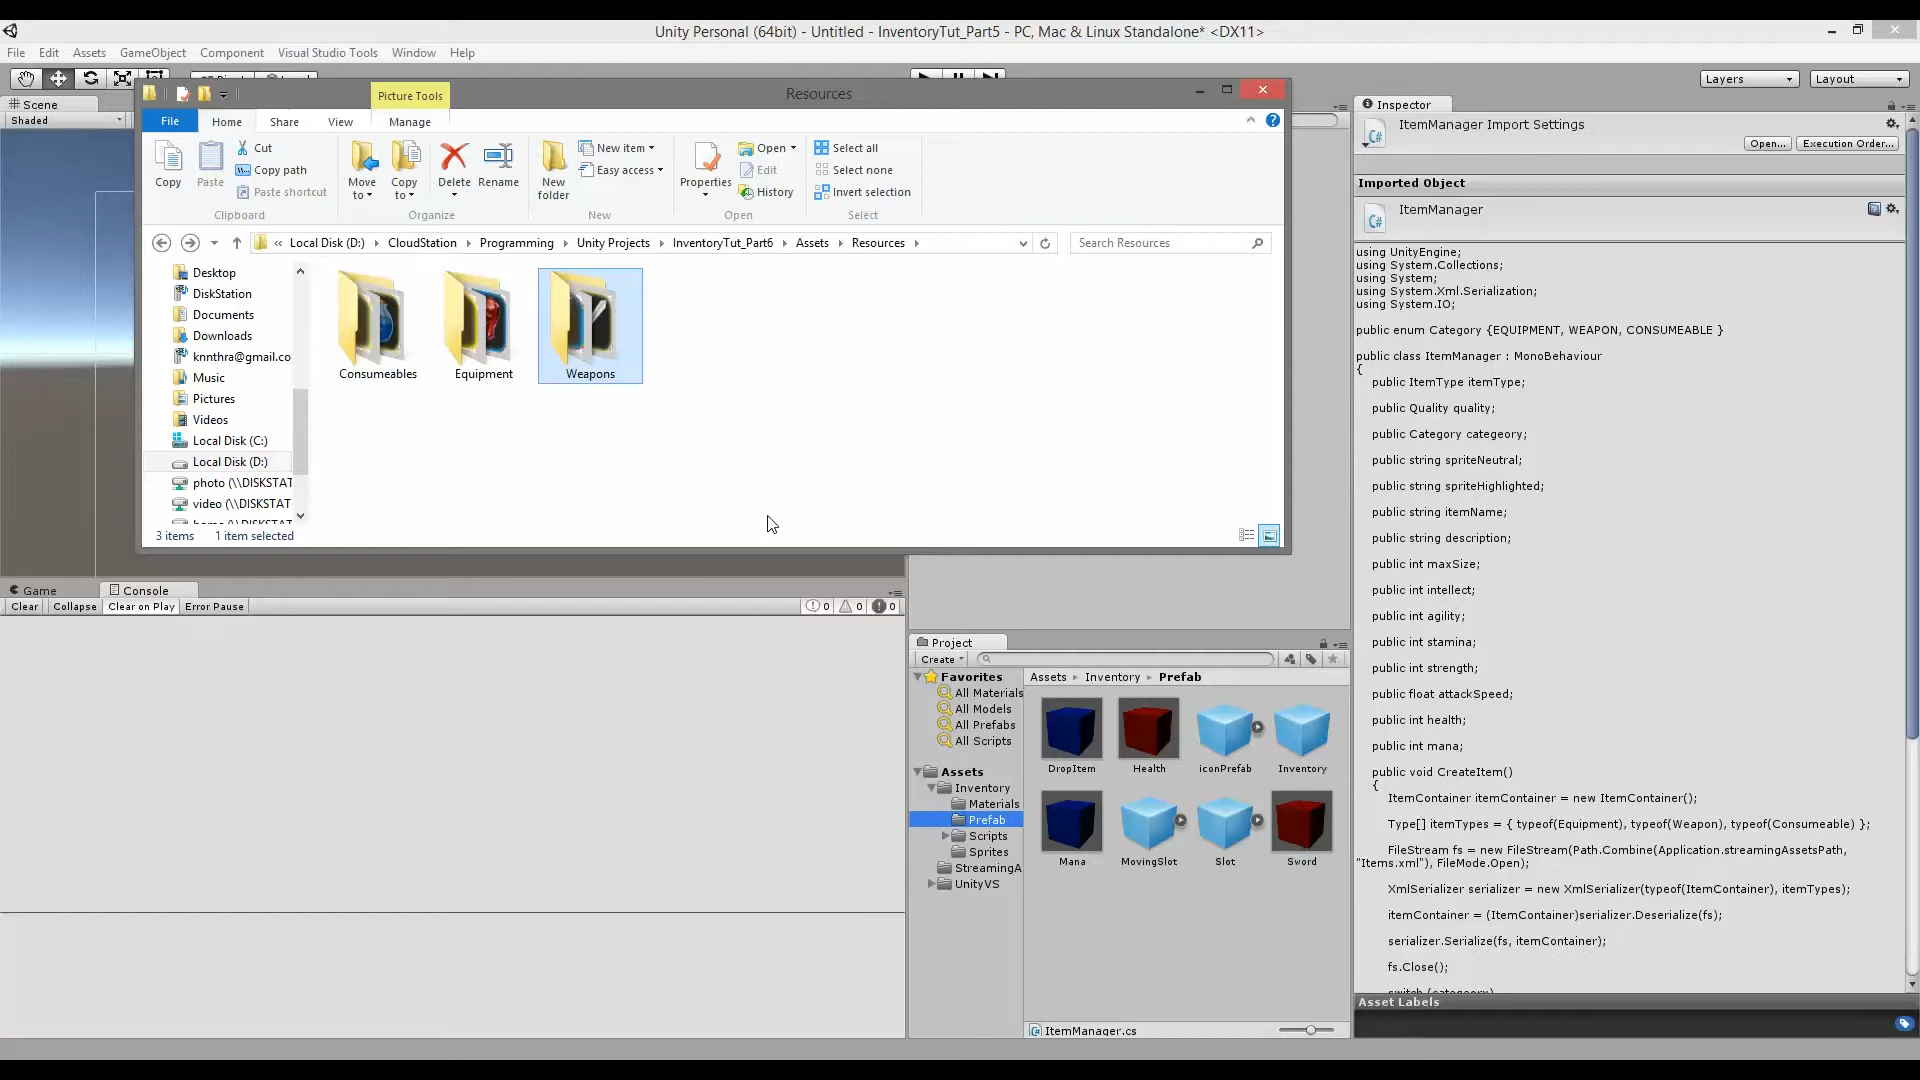 Unity Personal (64bit) - Untitled - InventoryTut_Part5 - PC, Mac & Linux Standalone* <DX11>
File Edit Assets GameObject Component Visual Studio Tools Window Help
Layers
Layout
Scene
Shaded
Picture Tools
Resources
File Home Share View Manage
Copy
Paste
Cut
Copy path
Paste shortcut
Clipboard
Move to
Copy to
Delete
Rename
Organize
New folder
New item
Easy access
New
Properties
Open
Edit
History
Open
Select all
Select none
Invert selection
Select
« Local Disk (D:) CloudStation Programming Unity Projects InventoryTut_Part6 Assets Resources
Search Resources
Desktop
DiskStation
Documents
Downloads
knnthra@gmail.co
Music
Pictures
Videos
Local Disk (C:)
Local Disk (D:)
photo (\\DISKSTAT
video (\\DISKSTAT
Consumeables
Equipment
Weapons
3 items 1 item selected
Game
Console
Clear Collapse Clear on Play Error Pause
0 0 0
Project
Create
Favorites
All Materials
All Models
All Prefabs
All Scripts
Assets
Inventory
Materials
Prefab
Scripts
Sprites
StreamingA
UnityVS
Assets Inventory Prefab
DropItem Health iconPrefab Inventory
Mana MovingSlot Slot Sword
ItemManager.cs
Inspector
ItemManager Import Settings
Open... Execution Order...
Imported Object
ItemManager
using UnityEngine;
using System.Collections;
using System;
using System.Xml.Serialization;
using System.IO;
public enum Category {EQUIPMENT, WEAPON, CONSUMEABLE }
public class ItemManager : MonoBehaviour
{
public ItemType itemType;
public Quality quality;
public Category categeory;
public string spriteNeutral;
public string spriteHighlighted;
public string itemName;
public string description;
public int maxSize;
public int intellect;
public int agility;
public int stamina;
public int strength;
public float attackSpeed;
public int health;
public int mana;
public void CreateItem()
{
ItemContainer itemContainer = new ItemContainer();
Type[] itemTypes = { typeof(Equipment), typeof(Weapon), typeof(Consumeable) };
FileStream fs = new FileStream(Path.Combine(Application.streamingAssetsPath,
"Items.xml"), FileMode.Open);
XmlSerializer serializer = new XmlSerializer(typeof(ItemContainer), itemTypes);
itemContainer = (ItemContainer)serializer.Deserialize(fs);
serializer.Serialize(fs, itemContainer);
fs.Close();
Asset Labels